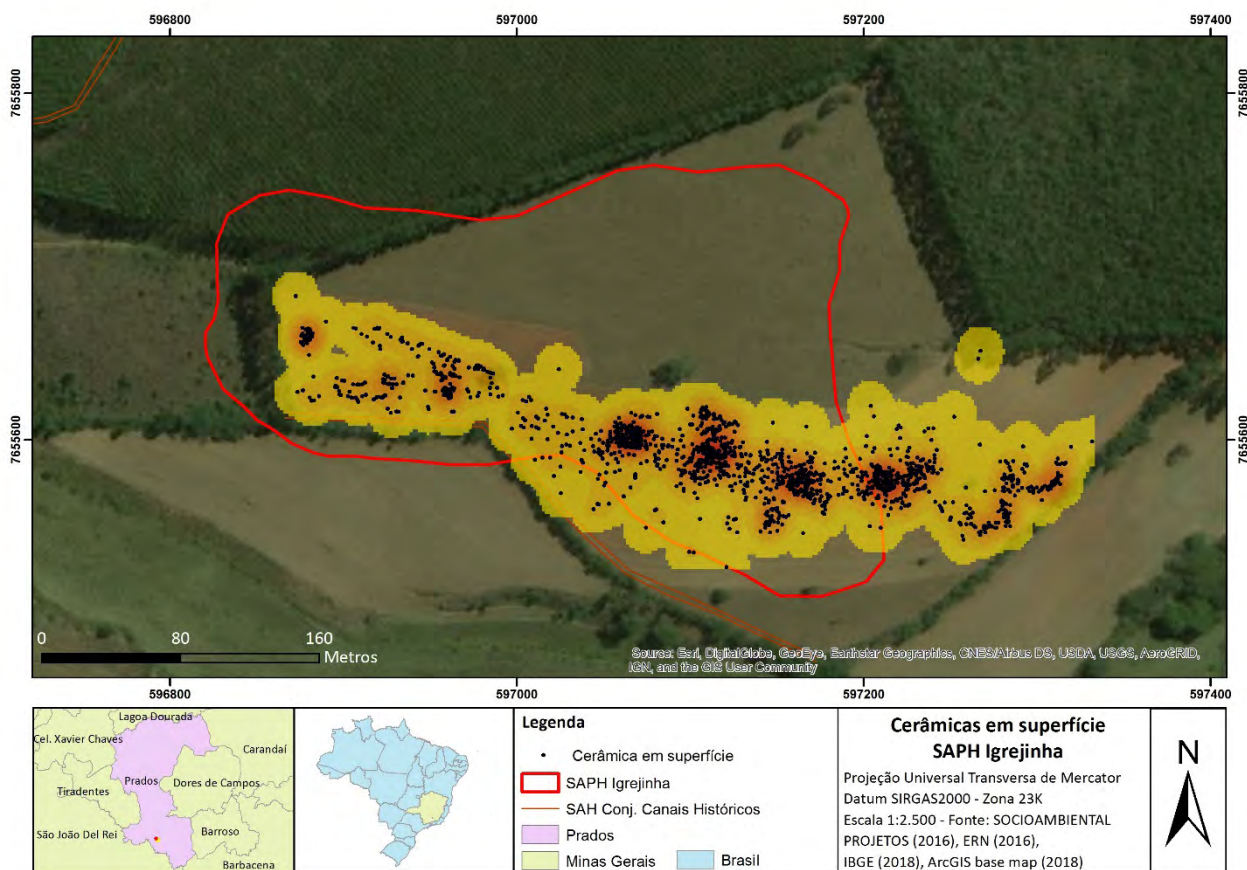 596800 597000 597200 597400
7655800 7655800
7655600 7655600
0 80 160
Metros
Source: Esri, DigitalGlobe, GeoEye, Earthstar Geographics, CNES/Airbus DS, USDA, USGS, AeroGRID,
IGN, and the GIS User Community
596800 597000 597200 597400
Lagoa Dourada
Cel. Xavier Chaves
Carandaí
Prados
Dores de Campos
Tiradentes
São João Del Rei
Barroso
Barbacena
Legenda
Cerâmica em superfície
SAPH Igrejinha
SAH Conj. Canais Históricos
Prados
Minas Gerais
Brasil
Cerâmicas em superfície
SAPH Igrejinha
Projeção Universal Transversa de Mercator
Datum SIRGAS2000 - Zona 23K
Escala 1:2.500 - Fonte: SOCIOAMBIENTAL
PROJETOS (2016), ERN (2016),
IBGE (2018), ArcGIS base map (2018)
N